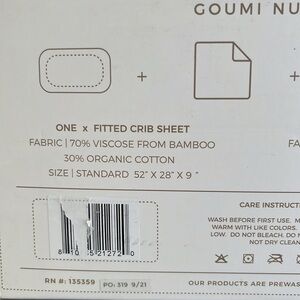 GOUMI NU
+
+
ONE x FITTED CRIB SHEET
FABRIC | 70% VISCOSE FROM BAMBOO
FA
30% ORGANIC COTTON
SIZE | STANDARD 52" X 28" X 9 "
CARE INSTRUCTI
WASH BEFORE FIRST USE. M
WARM WITH LIKE COLORS.
LOW. DO NOT BLEACH. DO N
NOT DRY CLEAN
RN #: 135359
PO: 519 9/21
OUR PRODUCTS ARE PREWAS